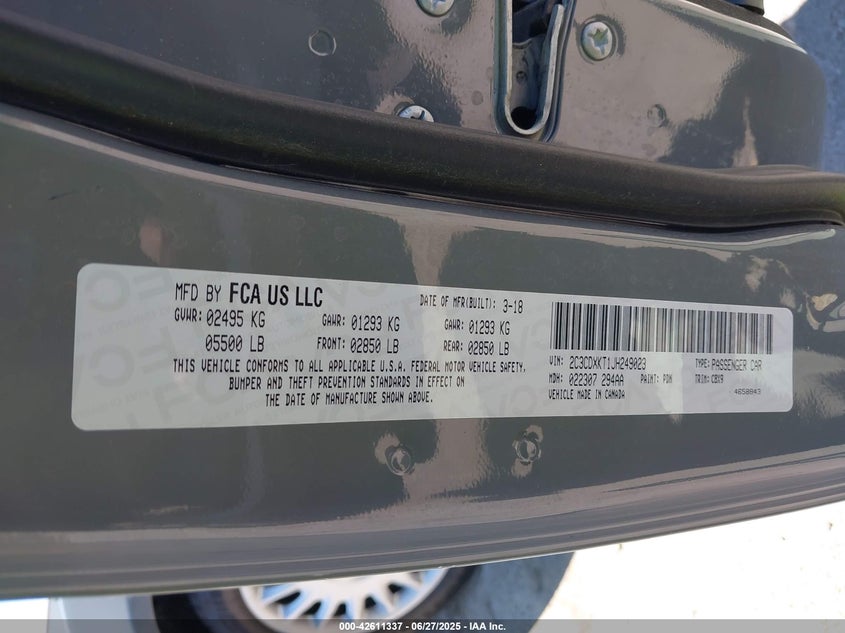 MFD BY FCA US LLC
DATE OF MFR(BUILT): 3-18
GVWR: 02495 KG GAWR: 01293 KG GAWR: 01293 KG
05500 LB FRONT: 02850 LB REAR: 02850 LB
THIS VEHICLE CONFORMS TO ALL APPLICABLE U.S.A. FEDERAL MOTOR VEHICLE SAFETY,
BUMPER AND THEFT PREVENTION STANDARDS IN EFFECT ON
THE DATE OF MANUFACTURE SHOWN ABOVE.
VIN: 2C3CDXKT1JH249023 TYPE: PASSENGER CAR
MDH: 022307 294AA PAINT: PDN TRIM: CBX9
VEHICLE MADE IN CANADA 4658843
000-42611337 - 06/27/2025 - IAA Inc.